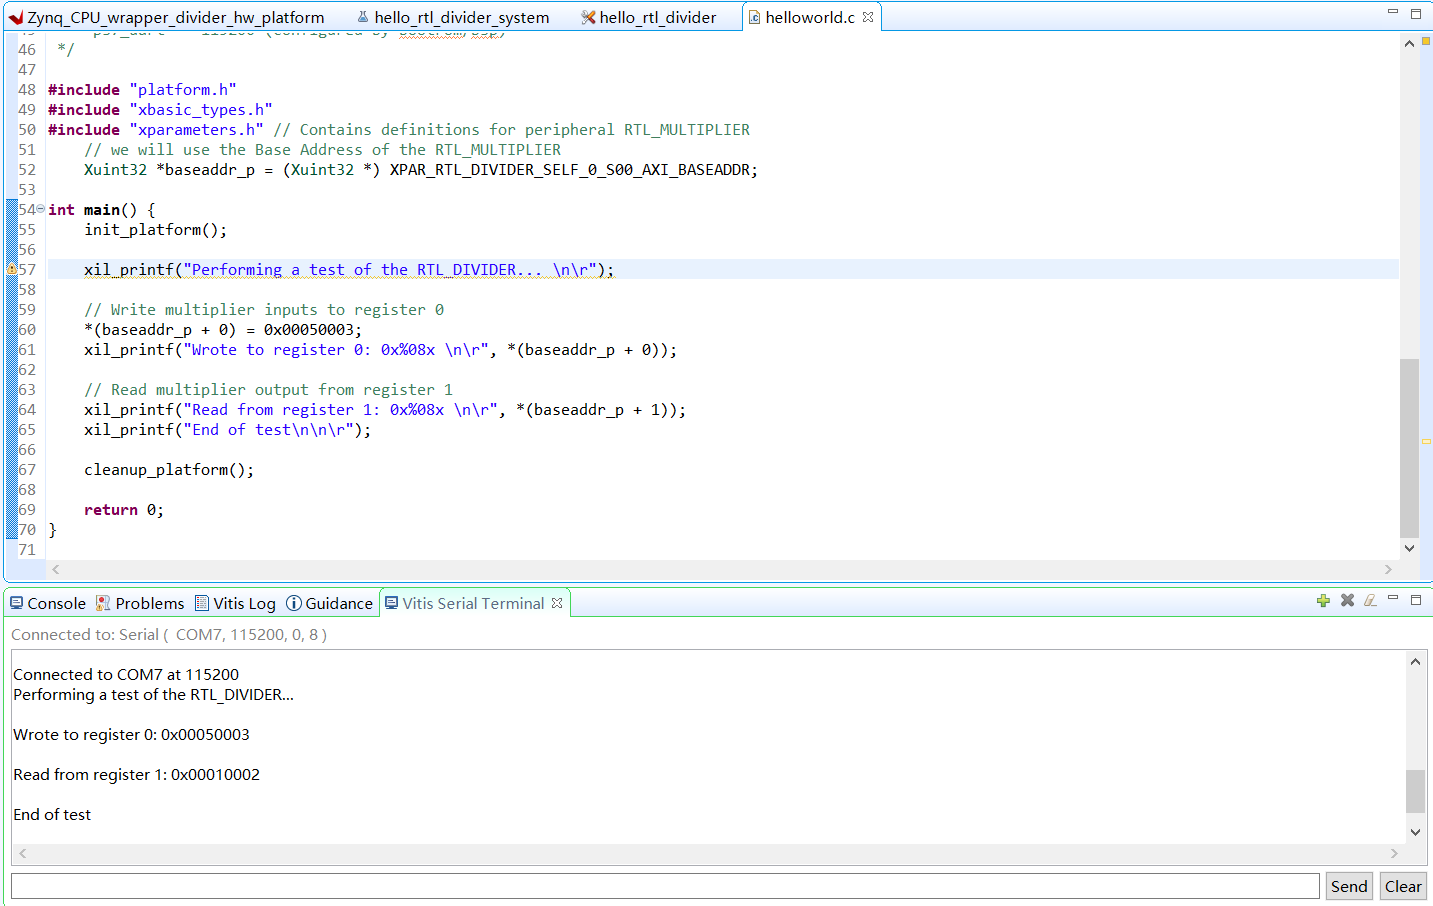 Zynq_CPU_wrapper_divider_hw_platform hello_rtl_divider_system hello_rtl_divider helloworld.c
46 */
47
48 #include "platform.h"
49 #include "xbasic_types.h"
50 #include "xparameters.h" // Contains definitions for peripheral RTL_MULTIPLIER
51 // we will use the Base Address of the RTL_MULTIPLIER
52 Xuint32 *baseaddr_p = (Xuint32 *) XPAR_RTL_DIVIDER_SELF_0_S00_AXI_BASEADDR;
53
54 int main() {
55 init_platform();
56
57 xil_printf("Performing a test of the RTL_DIVIDER... \n\r");
58
59 // Write multiplier inputs to register 0
60 *(baseaddr_p + 0) = 0x00050003;
61 xil_printf("Wrote to register 0: 0x%08x \n\r", *(baseaddr_p + 0));
62
63 // Read multiplier output from register 1
64 xil_printf("Read from register 1: 0x%08x \n\r", *(baseaddr_p + 1));
65 xil_printf("End of test\n\n\r");
66
67 cleanup_platform();
68
69 return 0;
70 }
71
Console Problems Vitis Log Guidance Vitis Serial Terminal
Connected to: Serial ( COM7, 115200, 0, 8 )
Connected to COM7 at 115200
Performing a test of the RTL_DIVIDER...
Wrote to register 0: 0x00050003
Read from register 1: 0x00010002
End of test
Send Clear